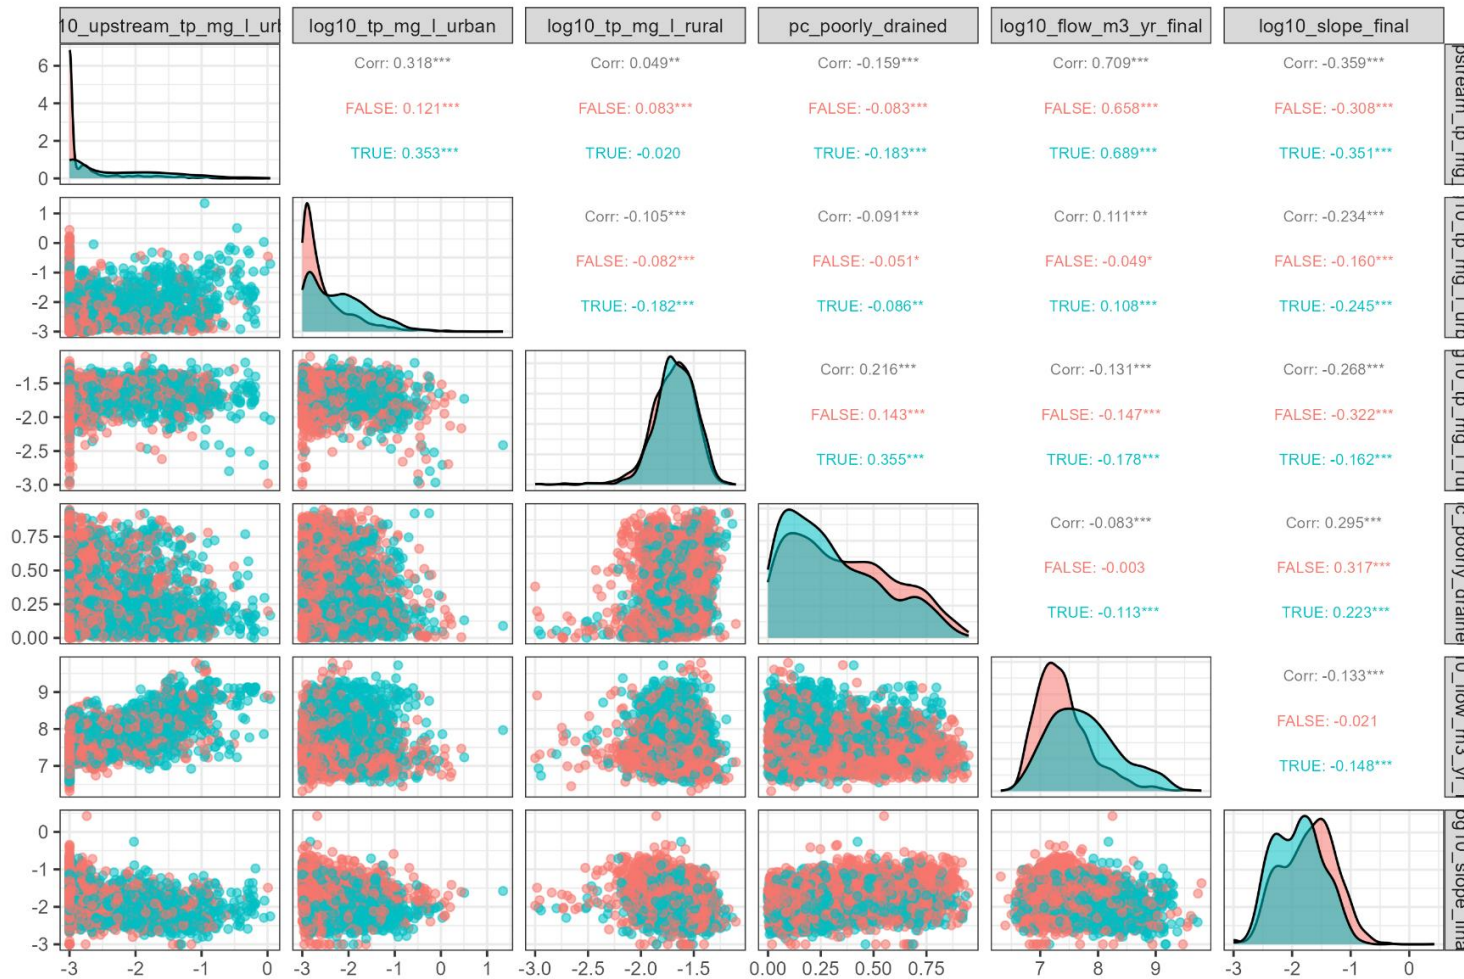 10_upstream_tp_mg_l_url
log10_tp_mg_l_urban
log10_tp_mg_l_rural
pc_poorly_drained
log10_flow_m3_yr_final
log10_slope_final
6
4
2
0
Corr: 0.318***
Corr: 0.049**
Corr: -0.159***
Corr: 0.709***
Corr: -0.359***
FALSE: 0.121***
FALSE: 0.083***
FALSE: -0.083***
FALSE: 0.658***
FALSE: -0.308***
TRUE: 0.353***
TRUE: -0.020
TRUE: -0.183***
TRUE: 0.689***
TRUE: -0.351***
1
0
-1
-2
-3
Corr: -0.105***
Corr: -0.091***
Corr: 0.111***
Corr: -0.234***
FALSE: -0.082***
FALSE: -0.051*
FALSE: -0.049*
FALSE: -0.160***
TRUE: -0.182***
TRUE: -0.086**
TRUE: 0.108***
TRUE: -0.245***
-1.5
-2.0
-2.5
-3.0
Corr: 0.216***
Corr: -0.131***
Corr: -0.268***
FALSE: 0.143***
FALSE: -0.147***
FALSE: -0.322***
TRUE: 0.355***
TRUE: -0.178***
TRUE: -0.162***
0.75
0.50
0.25
0.00
Corr: -0.083***
Corr: 0.295***
FALSE: -0.003
FALSE: 0.317***
TRUE: -0.113***
TRUE: 0.223***
9
8
7
Corr: -0.133***
FALSE: -0.021
TRUE: -0.148***
0
-1
-2
-3
-3 -2 -1 0
-3 -2 -1 0 1
-3.0 -2.5 -2.0 -1.5
0.00 0.25 0.50 0.75
7 8 9
-3 -2 -1 0